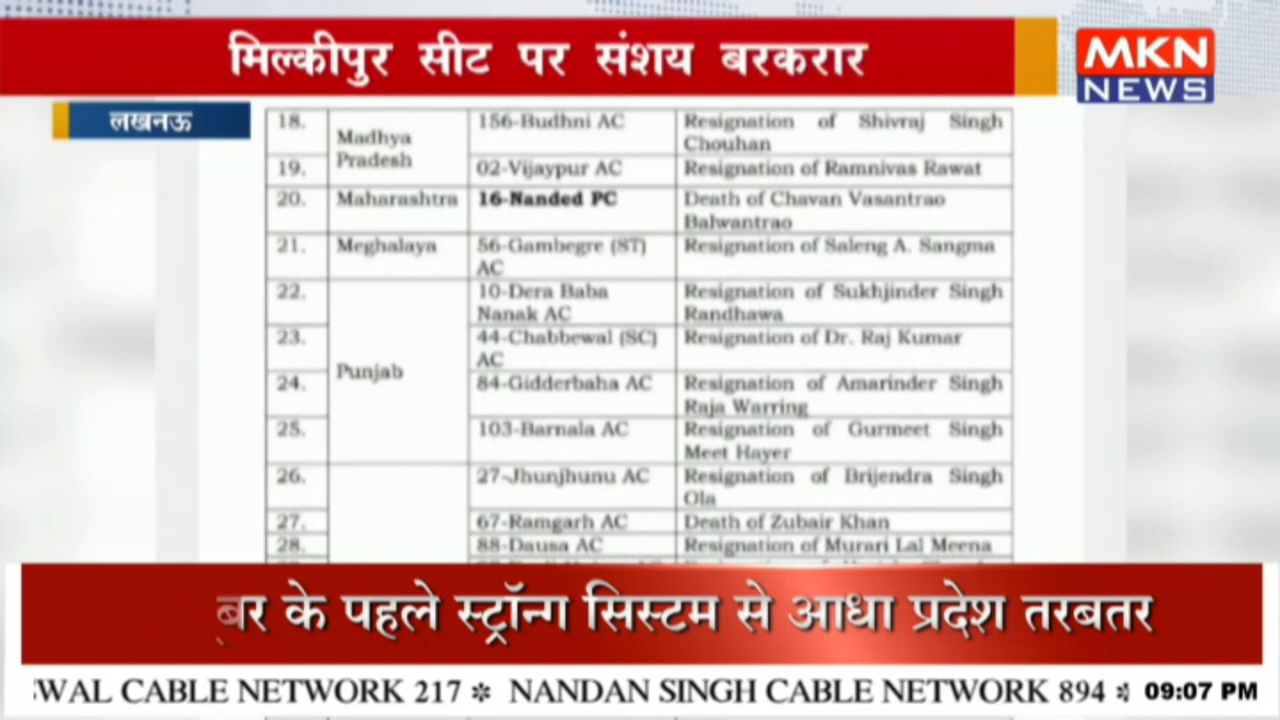 मिल्कीपुर सीट पर संशय बरकरार
MKN
NEWS
लखनऊ
18. Madhya Pradesh 156-Budhni AC Resignation of Shivraj Singh
Chouhan
19. 02-Vijaypur AC Resignation of Ramnivas Rawat
20. Maharashtra 16-Nanded PC Death of Chavan Vasantrao
Balwantrao
21. Meghalaya 56-Gambegre (ST) Resignation of Saleng A. Sangma
AC
22. 10-Dera Baba Resignation of Sukhjinder Singh
Nanak AC Randhawa
23. 44-Chabbewal (SC) Resignation of Dr. Raj Kumar
AC
Punjab
24. 84-Gidderbaha AC Resignation of Amarinder Singh
Raja Warring
25. 103-Barnala AC Resignation of Gurmeet Singh
Meet Hayer
26. 27-Jhunjhunu AC Resignation of Brijendra Singh
Ola
27. 67-Ramgarh AC Death of Zubair Khan
28. 88-Dausa AC Resignation of Murari Lal Meena
बर के पहले स्ट्रॉन्ग सिस्टम से आधा प्रदेश तरबतर
WAL CABLE NETWORK 217 * NANDAN SINGH CABLE NETWORK 894 * 09:07 PM